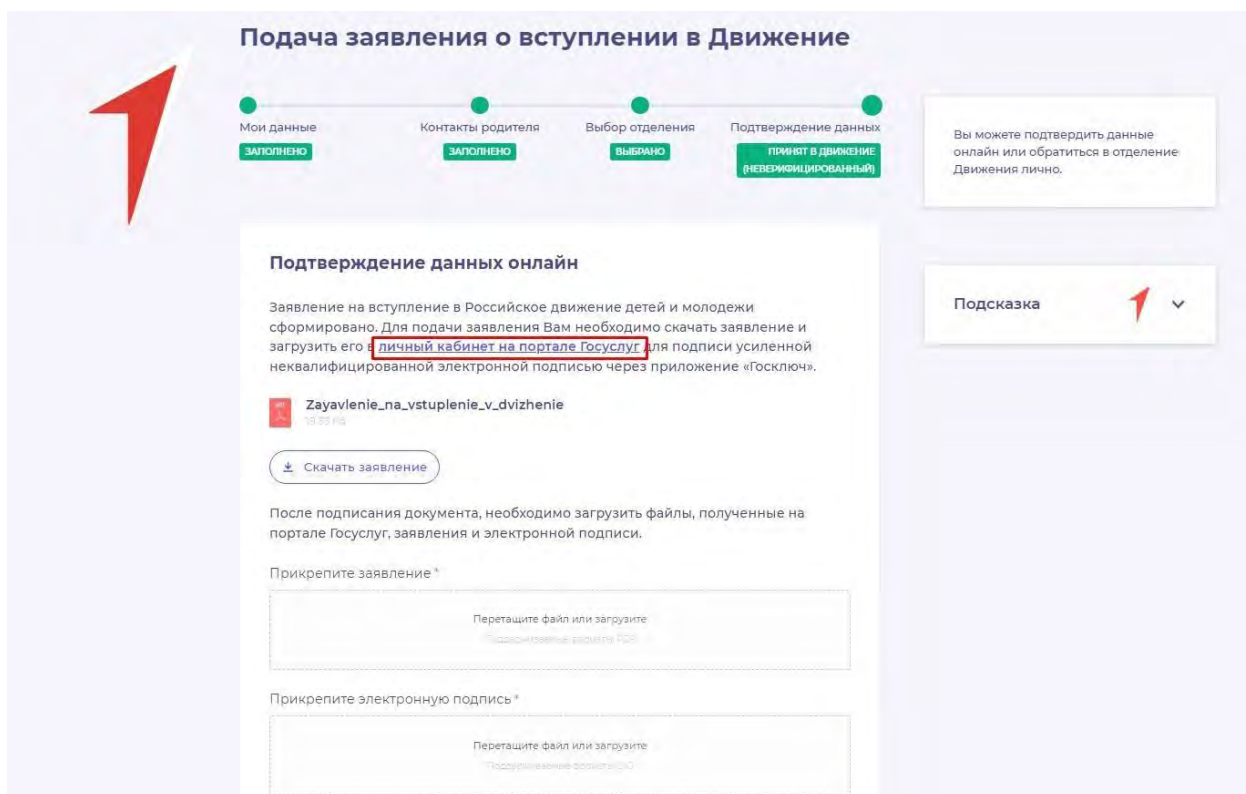 Подача заявления о вступлении в Движение
Мои данные
ЗАПОЛНЕНО
Контакты родителя
ЗАПОЛНЕНО
Выбор отделения
ВЫБРАНО
Подтверждение данных
ПРИНЯТ В ДВИЖЕНИЕ
(НЕВЕРИФИЦИРОВАННЫЙ)
Вы можете подтвердить данные
онлайн или обратиться в отделение
Движения лично.
Подсказка
Подтверждение данных онлайн
Заявление на вступление в Российское движение детей и молодежи
сформировано. Для подачи заявления Вам необходимо скачать заявление и
загрузить его в личный кабинет на портале Госуслуг для подписи усиленной
неквалифицированной электронной подписью через приложение «Госключ».
Zayavlenie_na_vstuplenie_v_dvizhenie
Скачать заявление
После подписания документа, необходимо загрузить файлы, полученные на
портале Госуслуг, заявления и электронной подписи.
Прикрепите заявление *
Перетащите файл или загрузите
Прикрепите электронную подпись *
Перетащите файл или загрузите